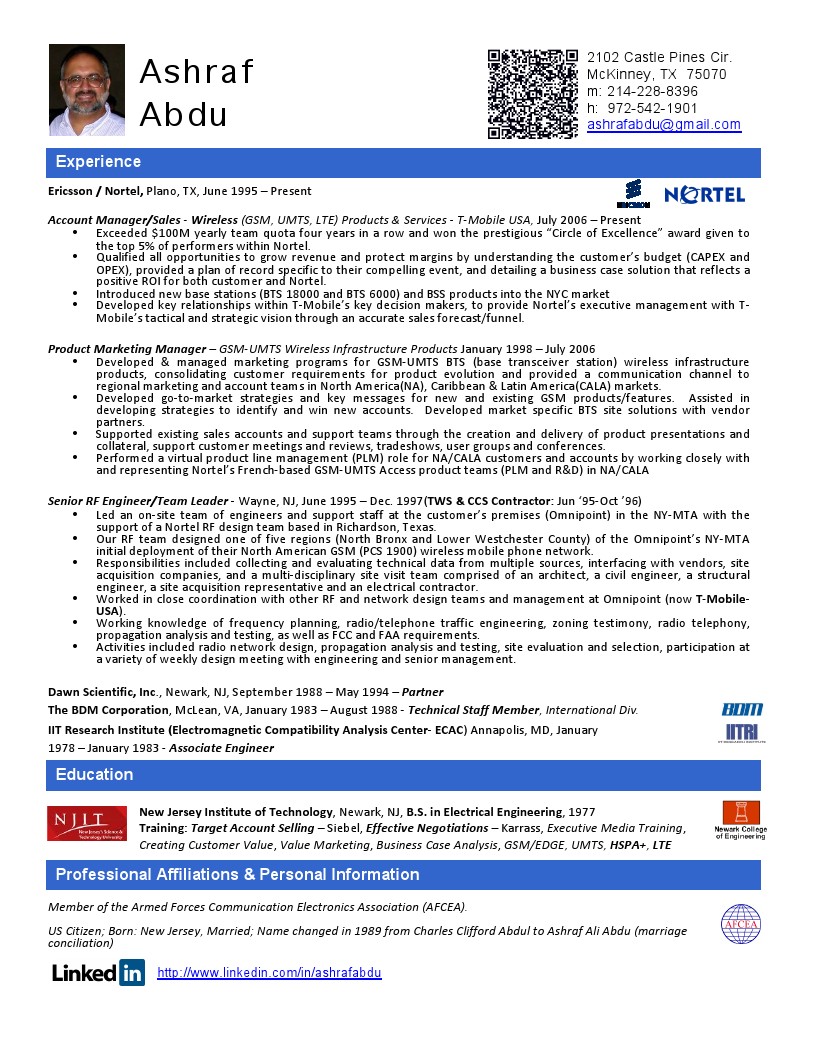 Ashraf
Abdu
2102 Castle Pines Cir.
McKinney, TX  75070
m: 214-228-8396
h:  972-542-1901
ashrafabdu@gmail.com
Experience
Ericsson / Nortel, Plano, TX, June 1995 – Present
ERICSSON
NORTEL
Account Manager/Sales - Wireless (GSM, UMTS, LTE) Products & Services - T-Mobile USA, July 2006 – Present
• Exceeded $100M yearly team quota four years in a row and won the prestigious “Circle of Excellence” award given to
the top 5% of performers within Nortel.
• Qualified all opportunities to grow revenue and protect margins by understanding the customer’s budget (CAPEX and
OPEX), provided a plan of record specific to their compelling event, and detailing a business case solution that reflects a
positive ROI for both customer and Nortel.
• Introduced new base stations (BTS 18000 and BTS 6000) and BSS products into the NYC market
• Developed key relationships within T-Mobile’s key decision makers, to provide Nortel’s executive management with T-
Mobile’s tactical and strategic vision through an accurate sales forecast/funnel.
Product Marketing Manager – GSM-UMTS Wireless Infrastructure Products January 1998 – July 2006
• Developed & managed marketing programs for GSM-UMTS BTS (base transceiver station) wireless infrastructure
products, consolidating customer requirements for product evolution and provided a communication channel to
regional marketing and account teams in North America(NA), Caribbean & Latin America(CALA) markets.
• Developed go-to-market strategies and key messages for new and existing GSM products/features.  Assisted in
developing strategies to identify and win new accounts.  Developed market specific BTS site solutions with vendor
partners.
• Supported existing sales accounts and support teams through the creation and delivery of product presentations and
collateral, support customer meetings and reviews, tradeshows, user groups and conferences.
• Performed a virtual product line management (PLM) role for NA/CALA customers and accounts by working closely with
and representing Nortel’s French-based GSM-UMTS Access product teams (PLM and R&D) in NA/CALA
Senior RF Engineer/Team Leader - Wayne, NJ, June 1995 – Dec. 1997(TWS & CCS Contractor: Jun ‘95-Oct ’96)
• Led an on-site team of engineers and support staff at the customer’s premises (Omnipoint) in the NY-MTA with the
support of a Nortel RF design team based in Richardson, Texas.
• Our RF team designed one of five regions (North Bronx and Lower Westchester County) of the Omnipoint’s NY-MTA
initial deployment of their North American GSM (PCS 1900) wireless mobile phone network.
• Responsibilities included collecting and evaluating technical data from multiple sources, interfacing with vendors, site
acquisition companies, and a multi-disciplinary site visit team comprised of an architect, a civil engineer, a structural
engineer, a site acquisition representative and an electrical contractor.
• Worked in close coordination with other RF and network design teams and management at Omnipoint (now T-Mobile-
USA).
• Working knowledge of frequency planning, radio/telephone traffic engineering, zoning testimony, radio telephony,
propagation analysis and testing, as well as FCC and FAA requirements.
• Activities included radio network design, propagation analysis and testing, site evaluation and selection, participation at
a variety of weekly design meeting with engineering and senior management.
Dawn Scientific, Inc., Newark, NJ, September 1988 – May 1994 – Partner
The BDM Corporation, McLean, VA, January 1983 – August 1988 - Technical Staff Member, International Div.
BDM
IIT Research Institute (Electromagnetic Compatibility Analysis Center- ECAC) Annapolis, MD, January
1978 – January 1983 - Associate Engineer
IITRI
Education
NJIT
New Jersey's Science &
Technology University
New Jersey Institute of Technology, Newark, NJ, B.S. in Electrical Engineering, 1977
Training: Target Account Selling – Siebel, Effective Negotiations – Karrass, Executive Media Training,
Creating Customer Value, Value Marketing, Business Case Analysis, GSM/EDGE, UMTS, HSPA+, LTE
Newark College
of Engineering
Professional Affiliations & Personal Information
Member of the Armed Forces Communication Electronics Association (AFCEA).
AFCEA
US Citizen; Born: New Jersey, Married; Name changed in 1989 from Charles Clifford Abdul to Ashraf Ali Abdu (marriage
conciliation)
Linked in
http://www.linkedin.com/in/ashrafabdu